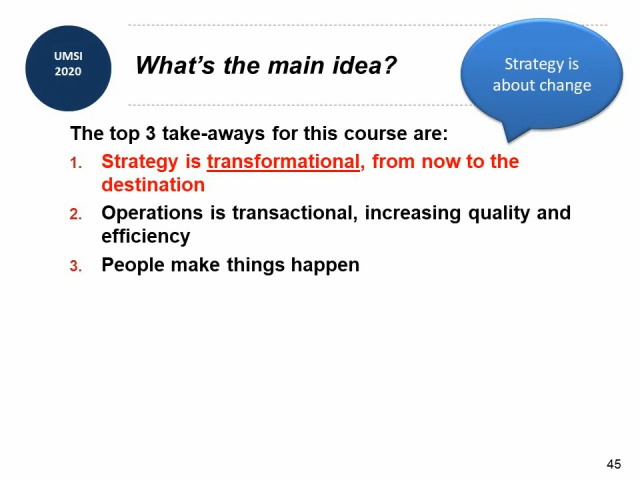 UMSI
2020
What's the main idea?
Strategy is
about change
The top 3 take-aways for this course are:
1. Strategy is transformational, from now to the
destination
2. Operations is transactional, increasing quality and
efficiency
3. People make things happen
45